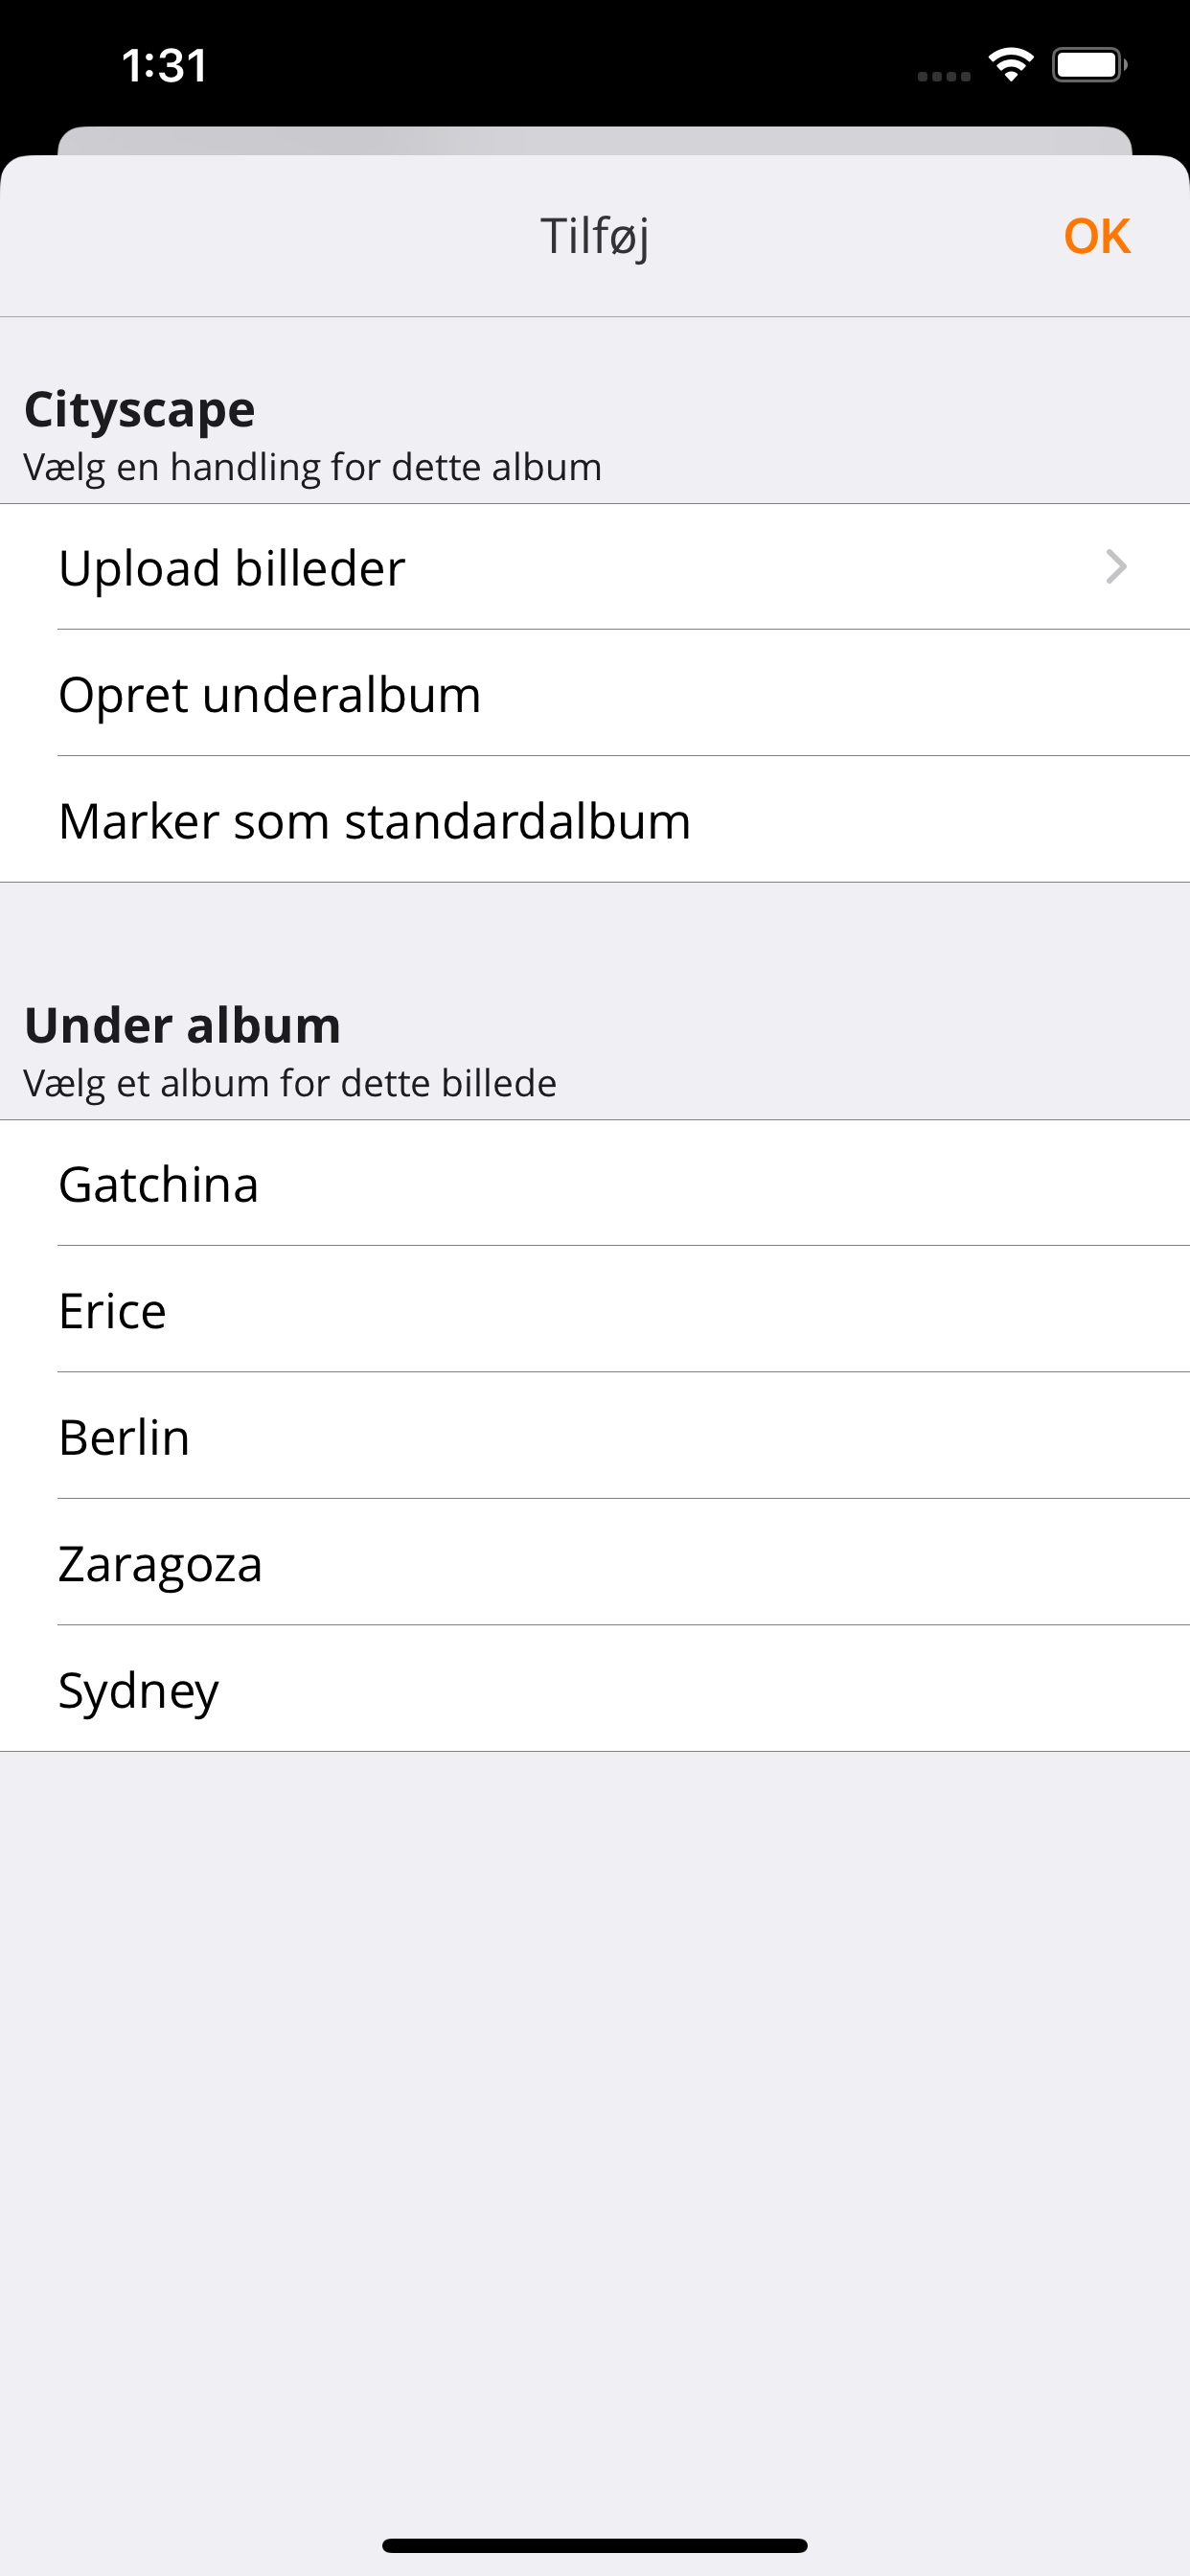 1:31
Tilføj
OK
Cityscape
Vælg en handling for dette album
Upload billeder
Opret underalbum
Marker som standardalbum
Under album
Vælg et album for dette billede
Gatchina
Erice
Berlin
Zaragoza
Sydney